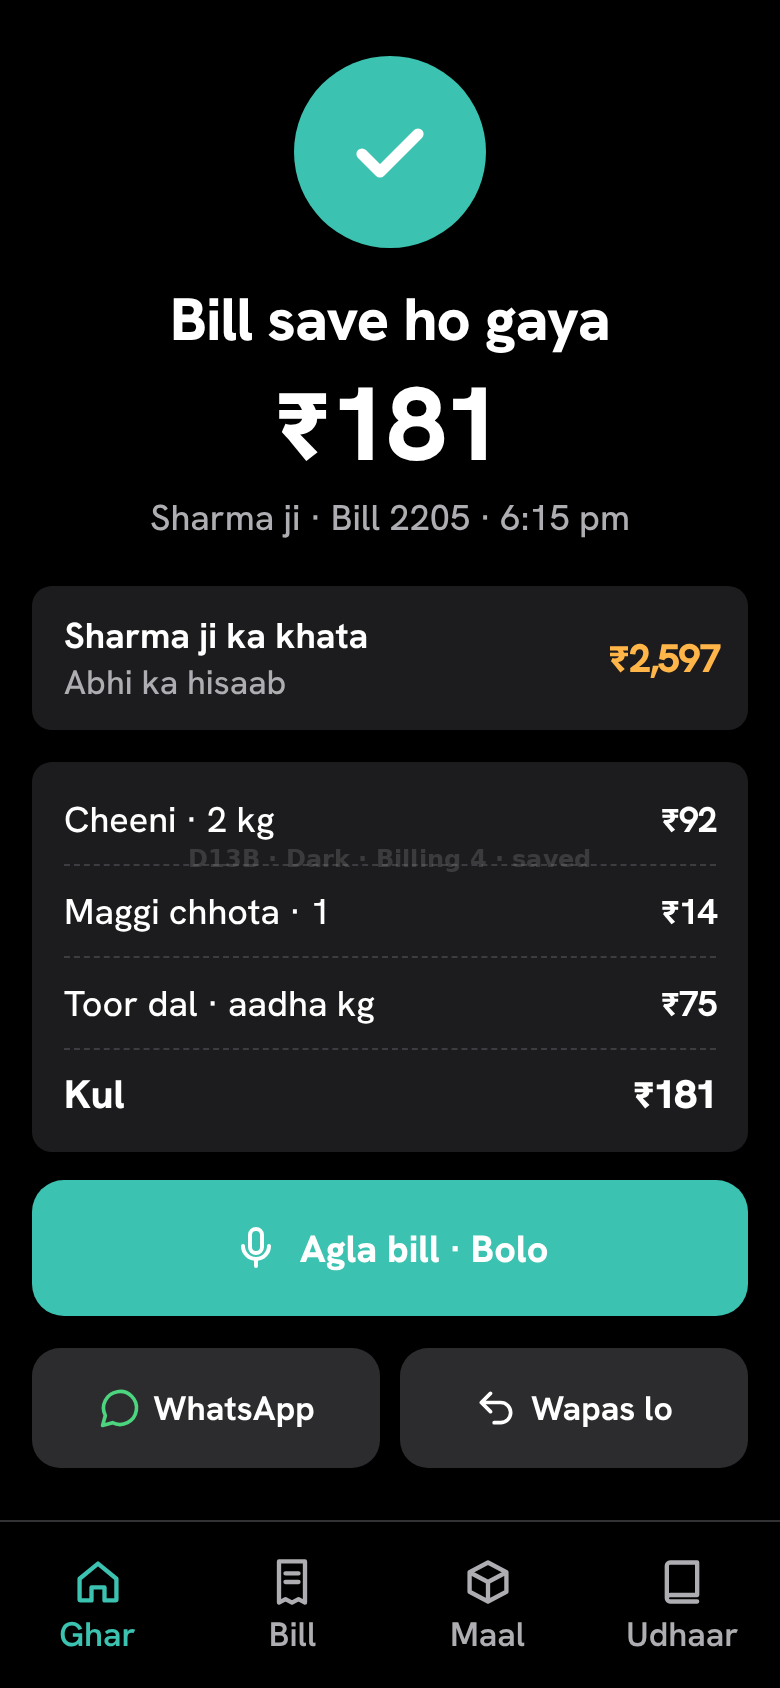 Bill save ho gaya
₹181
Sharma ji · Bill 2205 · 6:15 pm
Sharma ji ka khata
₹2,597
Abhi ka hisaab
Cheeni · 2 kg ₹92
D13B · Dark · Billing 4 · saved
Maggi chhota · 1 ₹14
Toor dal · aadha kg ₹75
Kul ₹181
Agla bill · Bolo
WhatsApp Wapas lo
Ghar Bill Maal Udhaar